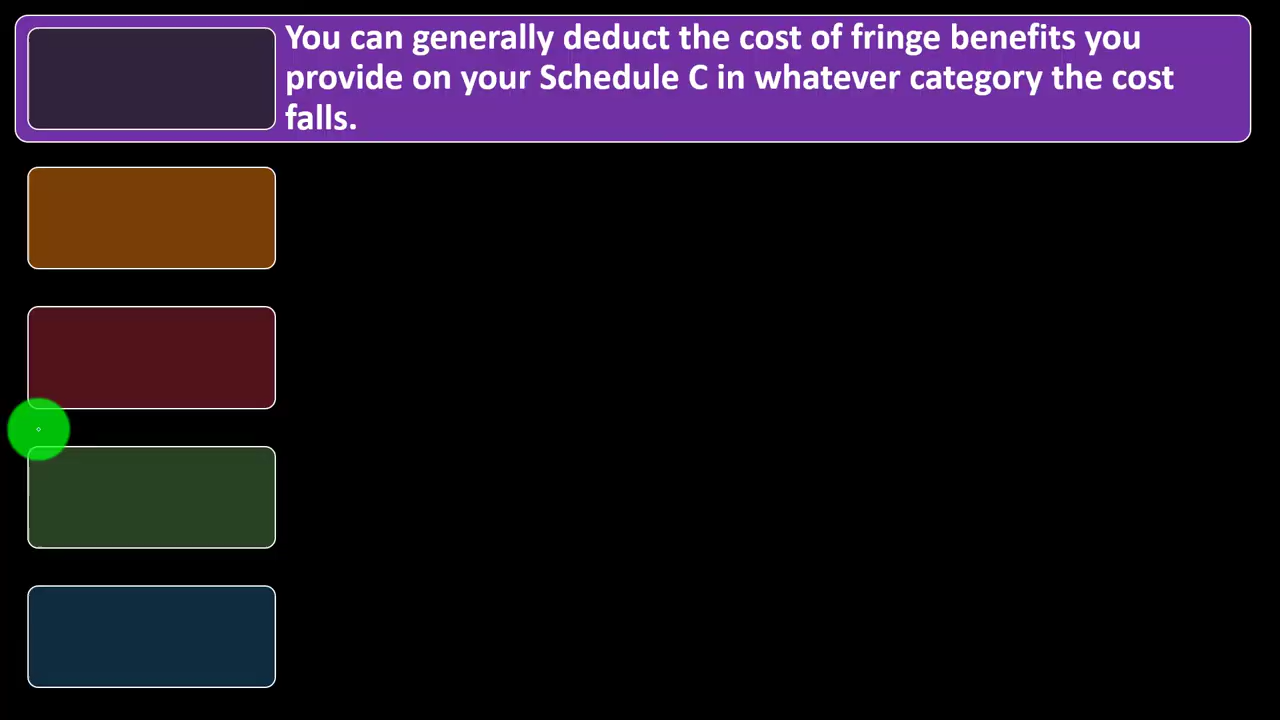 You can generally deduct the cost of fringe benefits you
provide on your Schedule C in whatever category the cost
falls.